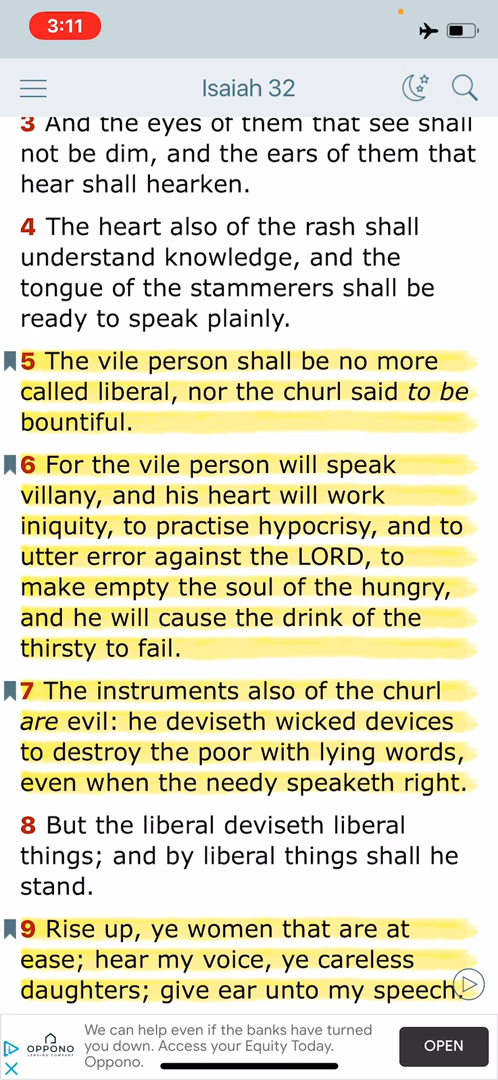 3:11
Isaiah 32
3 And the eyes of them that see shall
not be dim, and the ears of them that
hear shall hearken.
4 The heart also of the rash shall
understand knowledge, and the
tongue of the stammerers shall be
ready to speak plainly.
5 The vile person shall be no more
called liberal, nor the churl said to be
bountiful.
6 For the vile person will speak
villany, and his heart will work
iniquity, to practise hypocrisy, and to
utter error against the LORD, to
make empty the soul of the hungry,
and he will cause the drink of the
thirsty to fail.
7 The instruments also of the churl
are evil: he deviseth wicked devices
to destroy the poor with lying words,
even when the needy speaketh right.
8 But the liberal deviseth liberal
things; and by liberal things shall he
stand.
9 Rise up, ye women that are at
ease; hear my voice, ye careless
daughters; give ear unto my speech.
OPPONO
LENDING COMPANY
We can help even if the banks have turned
you down. Access your Equity Today.
Oppono.
OPEN